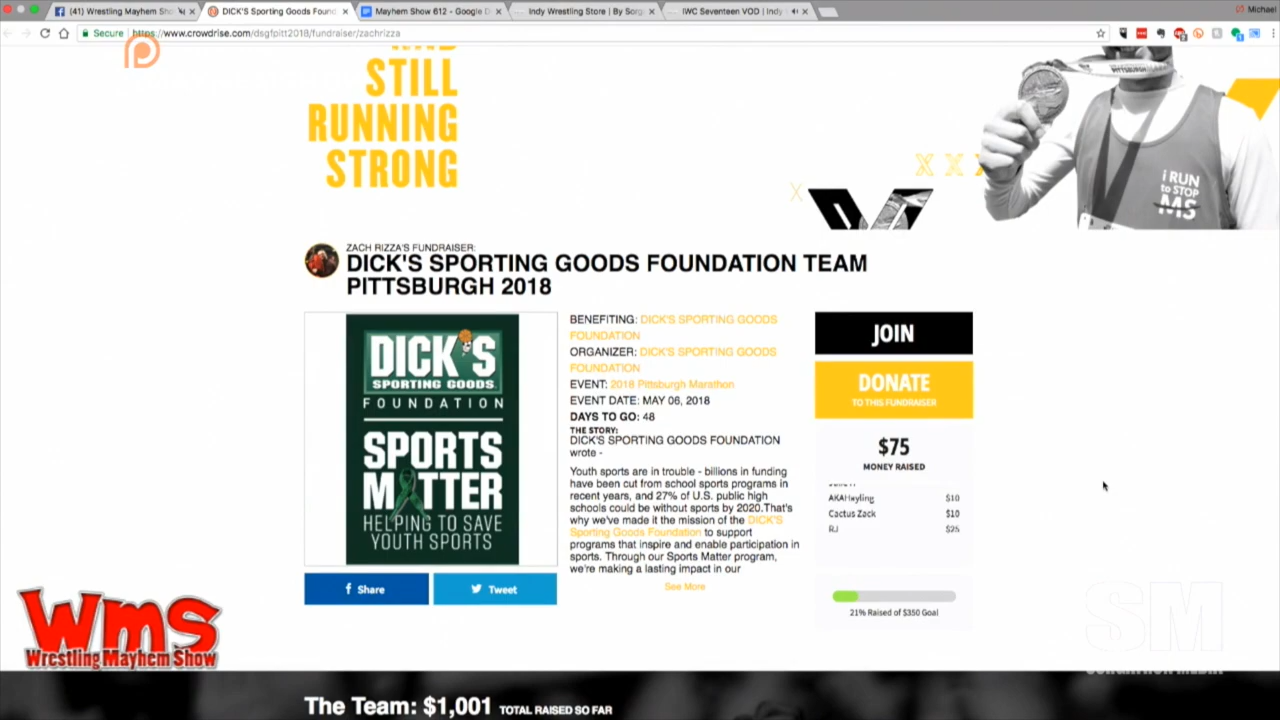 (41) Wrestling Mayhem Sho
DICK'S Sporting Goods Found
Mayhem Show 612 - Google D
Indy Wrestling Store | By Sorg
IWC Seventeen VOD | Indy
Michael
Secure
https://www.crowdrise.com/dsgfpitt2018/fundraiser/zachrizza
AND
STILL
RUNNING
STRONG
PITTSBURGH
i RUN
to STOP
MS
ZACH RIZZA'S FUNDRAISER:
DICK'S SPORTING GOODS FOUNDATION TEAM
PITTSBURGH 2018
DICK'S
SPORTING GOODS
FOUNDATION
SPORTS
MATTER
HELPING TO SAVE
YOUTH SPORTS
Share
Tweet
BENEFITING: DICK'S SPORTING GOODS
FOUNDATION
ORGANIZER: DICK'S SPORTING GOODS
FOUNDATION
EVENT: 2018 Pittsburgh Marathon
EVENT DATE: MAY 06, 2018
DAYS TO GO: 48
THE STORY:
DICK'S SPORTING GOODS FOUNDATION
wrote -
Youth sports are in trouble - billions in funding
have been cut from school sports programs in
recent years, and 27% of U.S. public high
schools could be without sports by 2020.That's
why we've made it the mission of the DICK'S
Sporting Goods Foundation to support
programs that inspire and enable participation in
sports. Through our Sports Matter program,
we're making a lasting impact in our
See More
JOIN
DONATE
TO THIS FUNDRAISER
$75
MONEY RAISED
AKAHeyling $10
Cactus Zack $10
RJ $25
21% Raised of $350 Goal
WMS
Wrestling Mayhem Show
SM
SORGATRON MEDIA
The Team: $1,001 TOTAL RAISED SO FAR